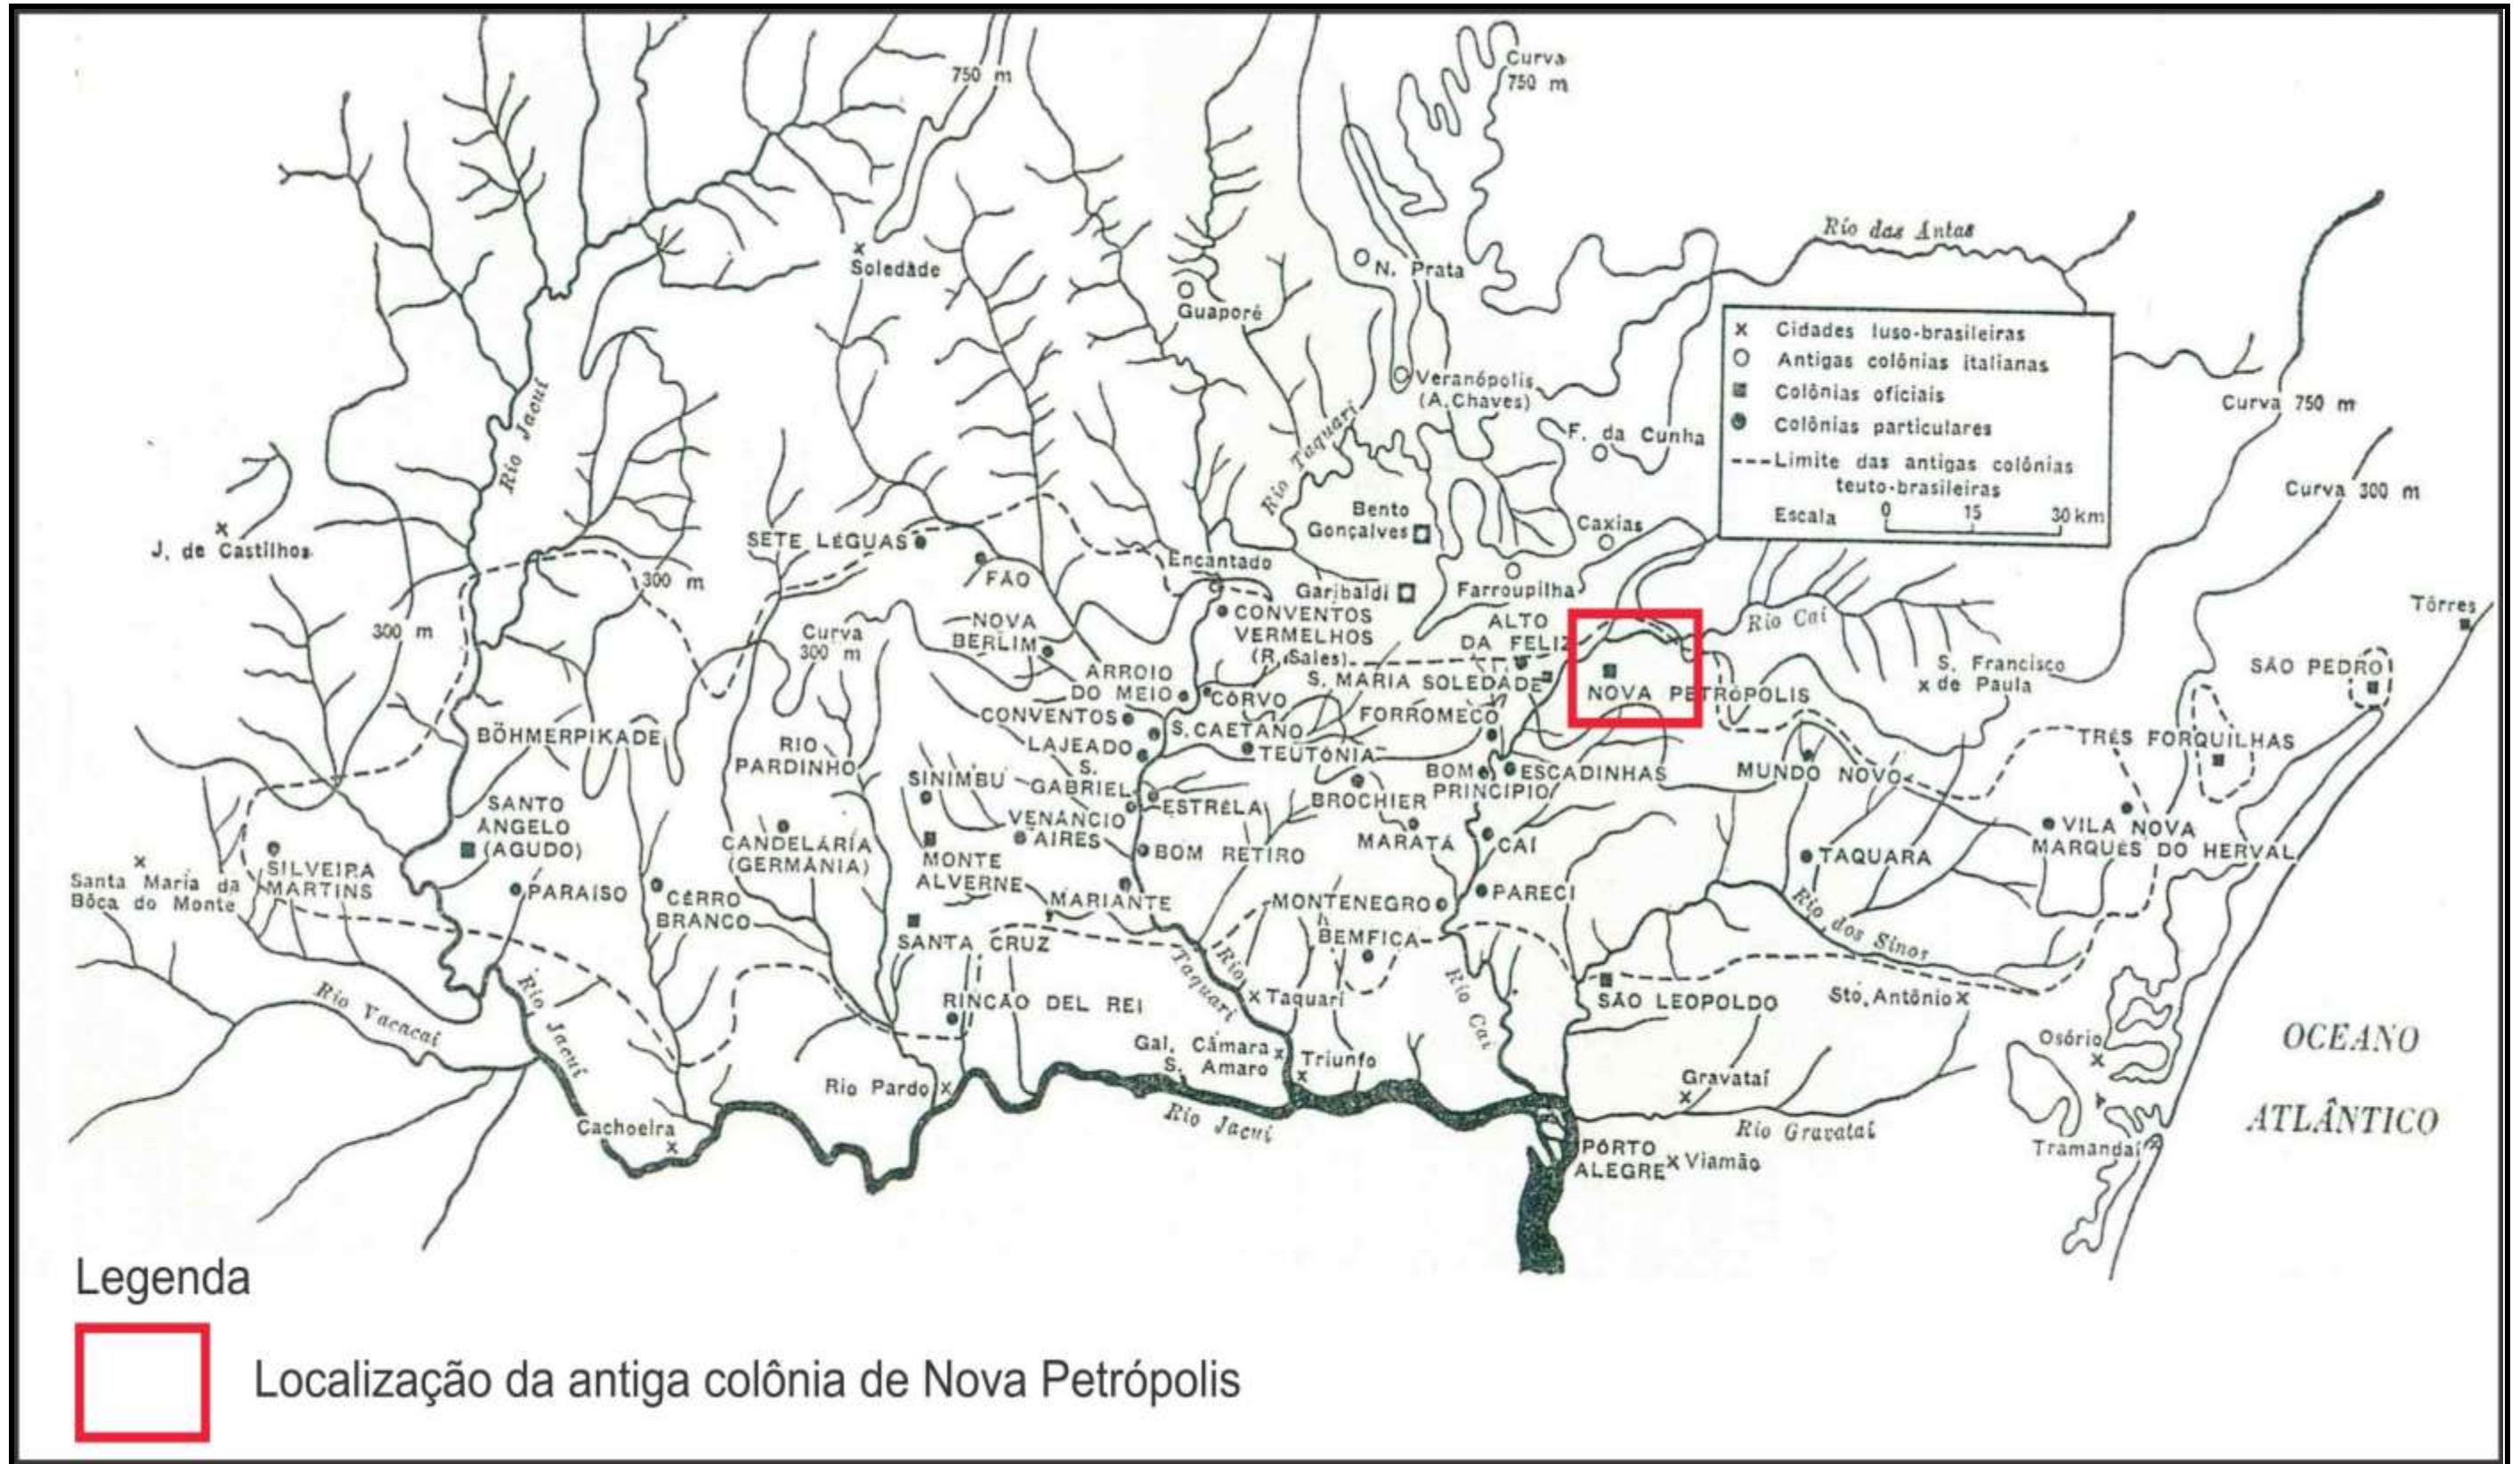 Curva
750 m
750 m
Rio das Antas
Soledade
N. Prata
Guaporé
x Cidades luso-brasileiras
Antigas colônias italianas
Colônias oficiais
Colônias particulares
Limite das antigas colônias
teuto-brasileiras
Escala 0 15 30 km
Rio Jacuí
Veranópolis
(A. Chaves)
Curva 750 m
Rio Taquari
F. da Cunha
Curva 300 m
Bento
Gonçalves
Caxias
J. de Castilhos
SETE LÉGUAS
FÃO
Encantado
300 m
Garibaldi
Farroupilha
Tôrres
CONVENTOS
VERMELHOS
(R. Sales)
ALTO
DA FELIZ
Rio Caí
300 m
Curva
300 m
NOVA
BERLIM
ARROIO
DO MEIO
S. MARIA SOLEDADE
NOVA PETRÓPOLIS
S. Francisco
x de Paula
SÃO PEDRO
CÔRVO
CONVENTOS
FORROMECO
S. CAETANO
BÖHMERPIKADE
RIO
PARDINHO
LAJEADO
TEUTÔNIA
TRÊS FORQUILHAS
SINIMBÚ
S.
GABRIEL
BOM
PRINCIPIO
ESCADINHAS
MUNDO NOVO
SANTO
ÂNGELO
(AGUDO)
ESTRÊLA
BROCHIER
VENÂNCIO
AIRES
CANDELÁRIA
(GERMÂNIA)
MARATÁ
CAÍ
VILA NOVA
MARQUÊS DO HERVAL
MONTE
ALVERNE
BOM RETIRO
TAQUARA
SILVEIRA
MARTINS
Santa Maria da
Bôca do Monte
PARAISO
CÊRRO
BRANCO
MARIANTE
MONTENEGRO
PARECI
SANTA CRUZ
BEMFICA
Rio dos Sinos
Rio Taquari
Rio Caí
RINCÃO DEL REI
x Taquari
SÃO LEOPOLDO
Sto. Antônio x
Rio Vacacaí
Rio Jacuí
Gal. Câmara
S. Amaro
Triunfo
Osório
OCEANO
ATLÂNTICO
Rio Pardo x
Gravataí
Rio Jacuí
Rio Gravataí
Cachoeira
PÔRTO
ALEGRE
x Viamão
Tramandaí
Legenda
Localização da antiga colônia de Nova Petrópolis